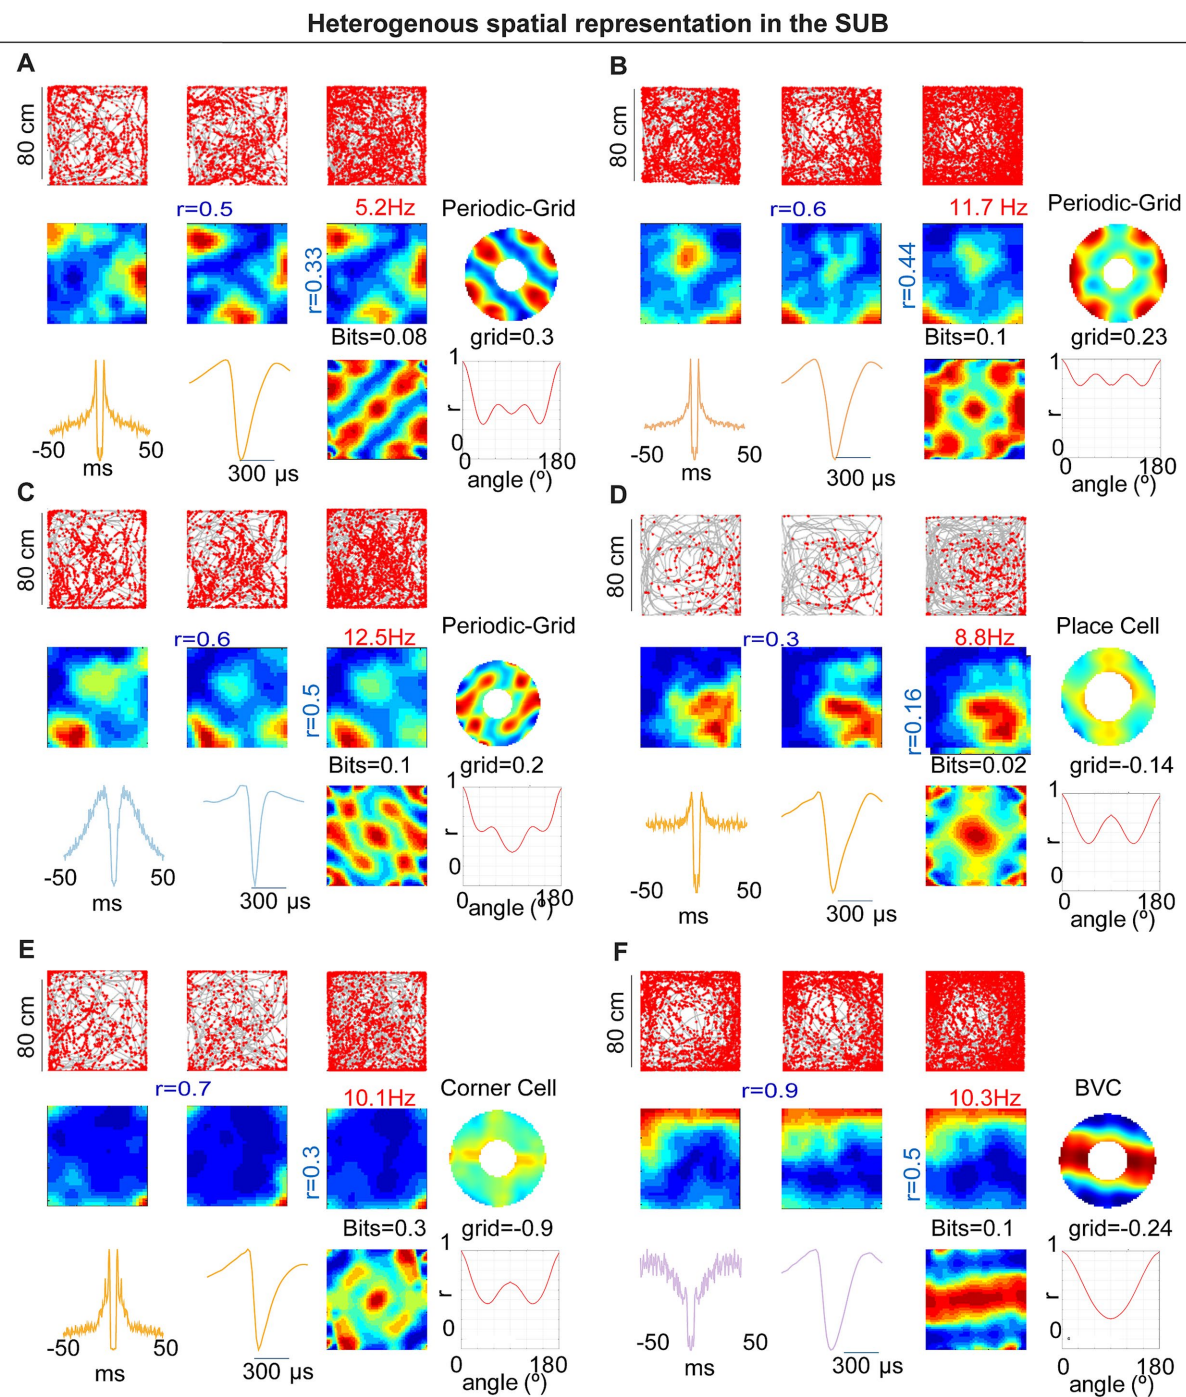 Heterogenous spatial representation in the SUB
A
80 cm
r=0.5
5.2Hz
Periodic-Grid
r=0.33
Bits=0.08
grid=0.3
-50
50
ms
300 µs
1
r
0
0
180
angle (º)
B
80 cm
r=0.6
11.7 Hz
Periodic-Grid
r=0.44
Bits=0.1
grid=0.23
-50
50
ms
300 µs
1
r
0
0
180
angle (º)
C
80 cm
r=0.6
12.5Hz
Periodic-Grid
r=0.5
Bits=0.1
grid=0.2
-50
50
ms
300 µs
1
r
0
0
180
angle (º)
D
80 cm
r=0.3
8.8Hz
Place Cell
r=0.16
Bits=0.02
grid=-0.14
-50
50
ms
300 µs
1
r
0
0
180
angle (º)
E
80 cm
r=0.7
10.1Hz
Corner Cell
r=0.3
Bits=0.3
grid=-0.9
-50
50
ms
300 µs
1
r
0
0
180
angle (º)
F
80 cm
r=0.9
10.3Hz
BVC
r=0.5
Bits=0.1
grid=-0.24
-50
50
ms
300 µs
1
r
0
0
180
angle (º)